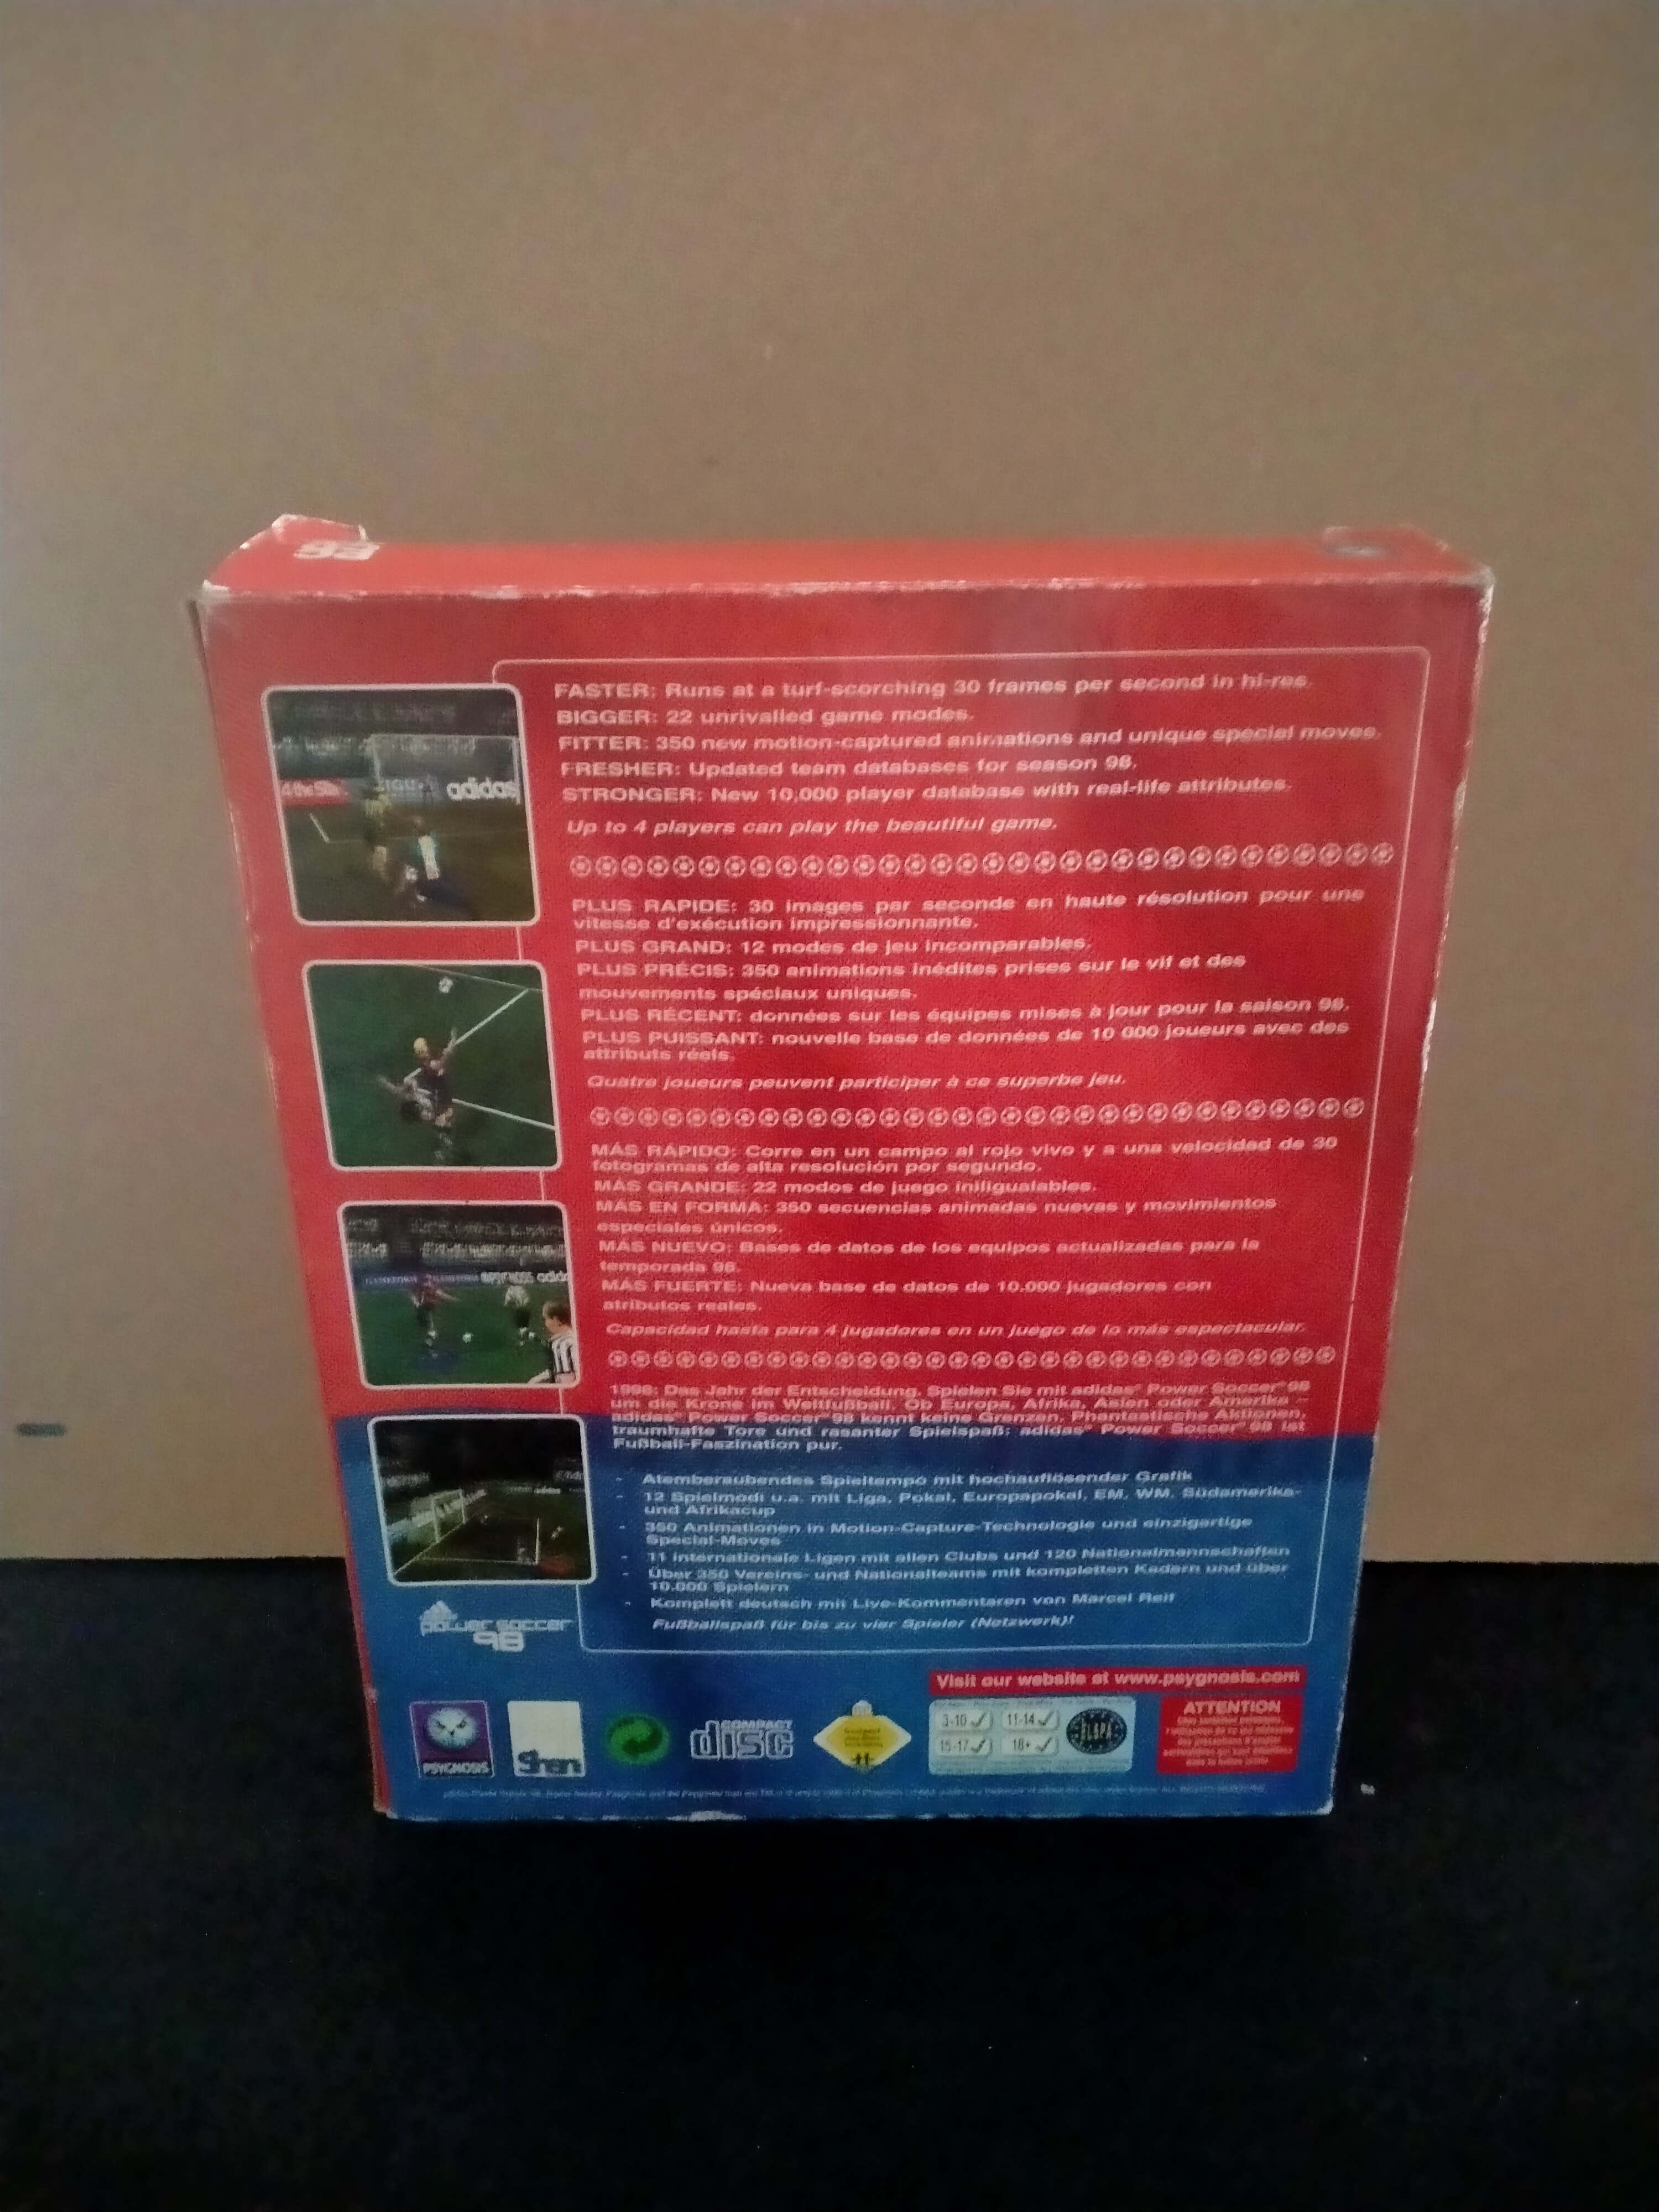 98
FASTER: Runs at a turf-scorching 30 frames per second in hi-res.
BIGGER: 22 unrivalled game modes.
FITTER: 350 new motion-captured animations and unique special moves.
FRESHER: Updated team databases for season 98.
STRONGER: New 10,000 player database with real-life attributes.
Up to 4 players can play the beautiful game.
adidas
PLUS RAPIDE: 30 images par seconde en haute résolution pour une
vitesse d'exécution impressionnante.
PLUS GRAND: 12 modes de jeu incomparables.
PLUS PRÉCIS: 350 animations inédites prises sur le vif et des
mouvements spéciaux uniques.
PLUS RÉCENT: données sur les équipes mises à jour pour la saison 98.
PLUS PUISSANT: nouvelle base de données de 10 000 joueurs avec des
attributs réels.
Quatre joueurs peuvent participer à ce superbe jeu.
MÁS RÁPIDO: Corre en un campo al rojo vivo y a una velocidad de 30
fotogramas de alta resolución por segundo.
MÁS GRANDE: 22 modos de juego iniligualables.
MÁS EN FORMA: 350 secuencias animadas nuevas y movimientos
especiales únicos.
MÁS NUEVO: Bases de datos de los equipos actualizadas para la
temporada 98.
MÁS FUERTE: Nueva base de datos de 10.000 jugadores con
atributos reales.
Capacidad hasta para 4 jugadores en un juego de lo más espectacular.
PSYGNOSIS adidas
1998: Das Jahr der Entscheidung. Spielen Sie mit adidas® Power Soccer® 98
um die Krone im Weltfußball. Ob Europa, Afrika, Asien oder Amerika –
adidas® Power Soccer® 98 kennt keine Grenzen. Phantastische Aktionen,
traumhafte Tore und rasanter Spielspaß: adidas® Power Soccer® 98 ist
Fußball-Faszination pur.
- Atemberaubendes Spieltempo mit hochauflösender Grafik
- 12 Spielmodi u.a. mit Liga, Pokal, Europapokal, EM, WM, Südamerika-
und Afrikacup
- 350 Animationen in Motion-Capture-Technologie und einzigartige
Special-Moves
- 11 internationale Ligen mit allen Clubs und 120 Nationalmannschaften
- Über 350 Vereins- und Nationalteams mit kompletten Kadern und über
10.000 Spielern
- Komplett deutsch mit Live-Kommentaren von Marcel Reif
Fußballspaß für bis zu vier Spieler (Netzwerk)!
power soccer
98
Visit our website at www.psygnosis.com
PSYGNOSIS
Shen
COMPACT
disc
3-10 11-14
15-17 18+
ELSPA
ATTENTION